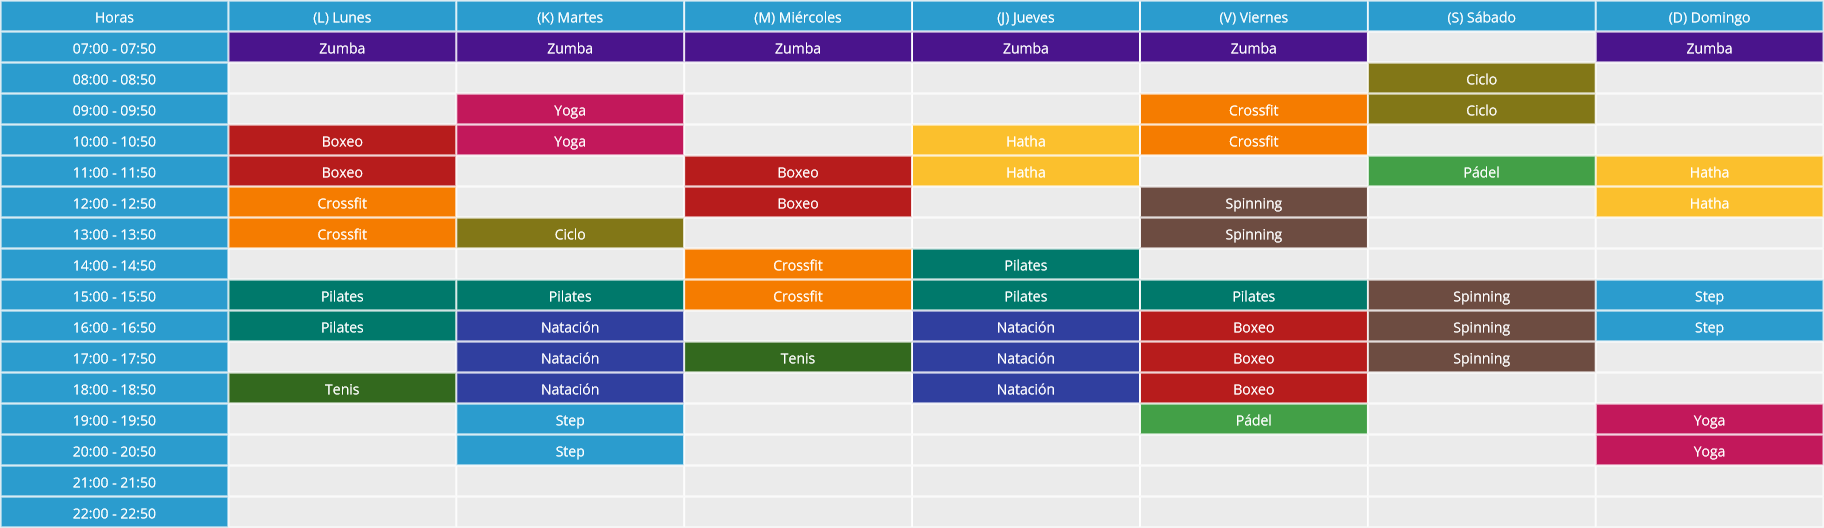 Horas (L) Lunes (K) Martes (M) Miércoles (J) Jueves (V) Viernes (S) Sábado (D) Domingo
07:00 - 07:50 Zumba Zumba Zumba Zumba Zumba Zumba
08:00 - 08:50 Ciclo
09:00 - 09:50 Yoga Crossfit Ciclo
10:00 - 10:50 Boxeo Yoga Hatha Crossfit
11:00 - 11:50 Boxeo Boxeo Hatha Pádel Hatha
12:00 - 12:50 Crossfit Boxeo Spinning Hatha
13:00 - 13:50 Crossfit Ciclo Spinning
14:00 - 14:50 Crossfit Pilates
15:00 - 15:50 Pilates Pilates Crossfit Pilates Pilates Spinning Step
16:00 - 16:50 Pilates Natación Natación Boxeo Spinning Step
17:00 - 17:50 Natación Tenis Natación Boxeo Spinning
18:00 - 18:50 Tenis Natación Natación Boxeo
19:00 - 19:50 Step Pádel Yoga
20:00 - 20:50 Step Yoga
21:00 - 21:50
22:00 - 22:50